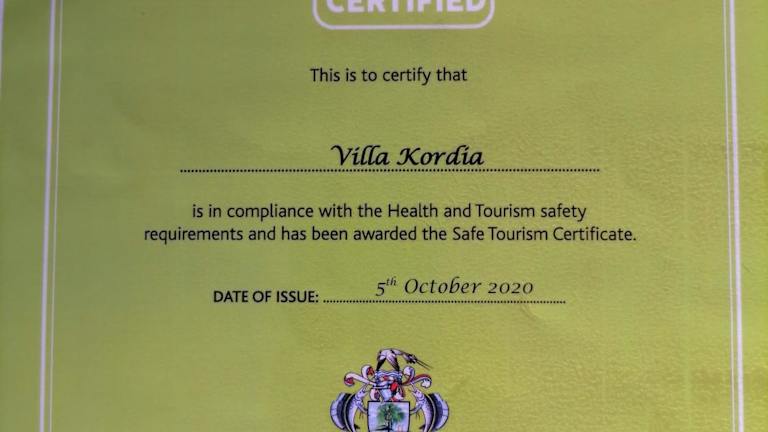 CERTIFIED
This is to certify that
Villa Kordia
is in compliance with the Health and Tourism safety
requirements and has been awarded the Safe Tourism Certificate.
5th October 2020
DATE OF ISSUE: